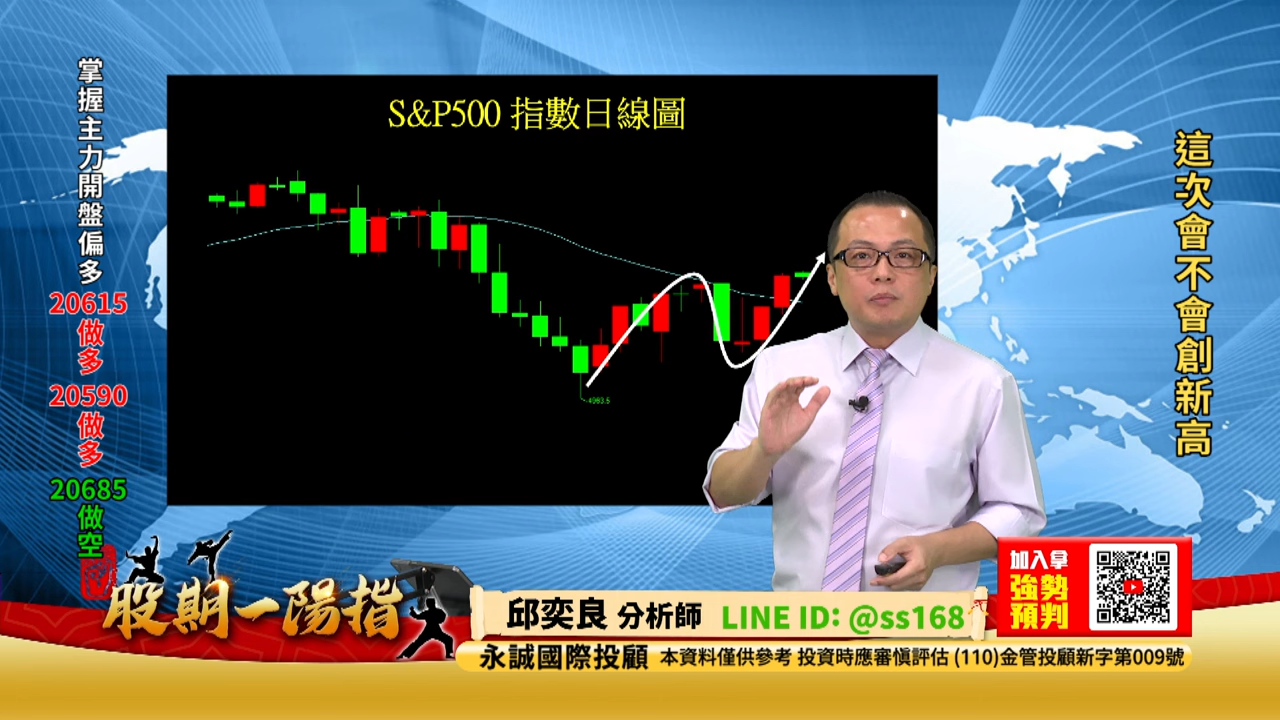 掌握主力開盤偏多
20615
做多
20590
做多
20685
做空
S&P500 指數日線圖
4983.5
這次會不會創新高
股期一陽指
邱奕良 分析師 LINE ID: @ss168
加入拿
強勢
預判
永誠國際投顧 本資料僅供參考 投資時應審慎評估 (110)金管投顧新字第009號